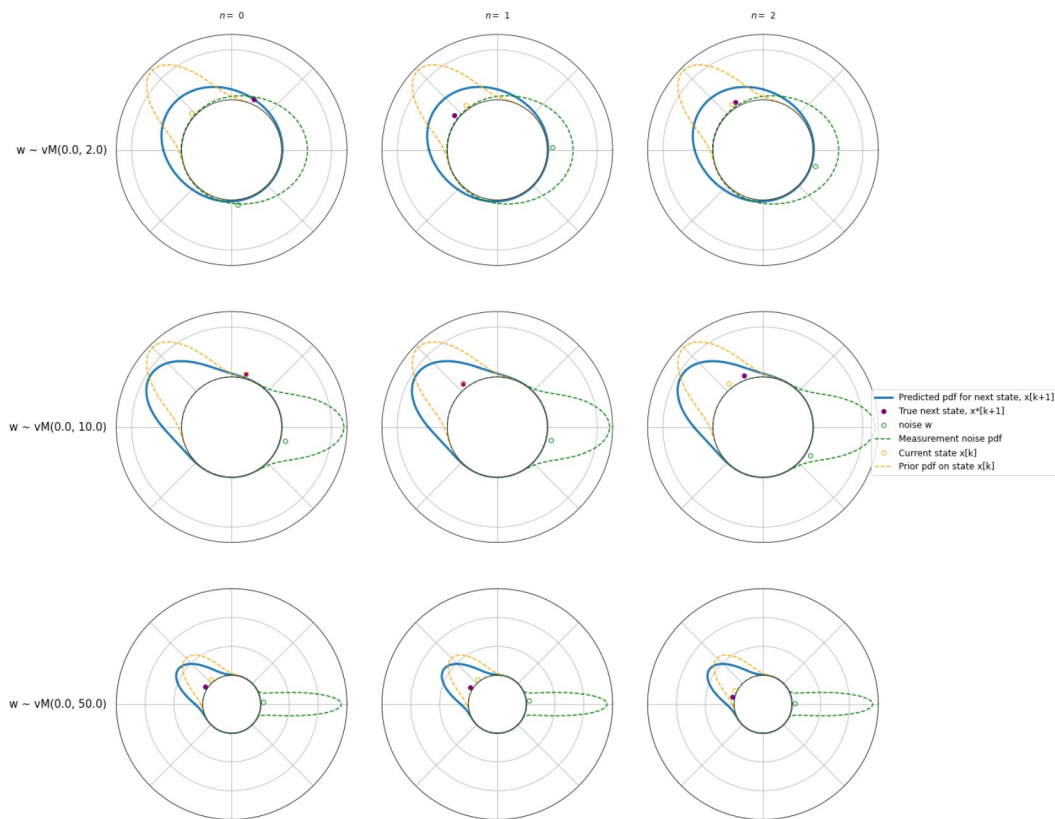 n = 0
n = 1
n = 2
w ~ vM(0.0, 2.0)
w ~ vM(0.0, 10.0)
Predicted pdf for next state, x[k+1]
True next state, x*[k+1]
noise w
Measurement noise pdf
Current state x[k]
Prior pdf on state x[k]
w ~ vM(0.0, 50.0)